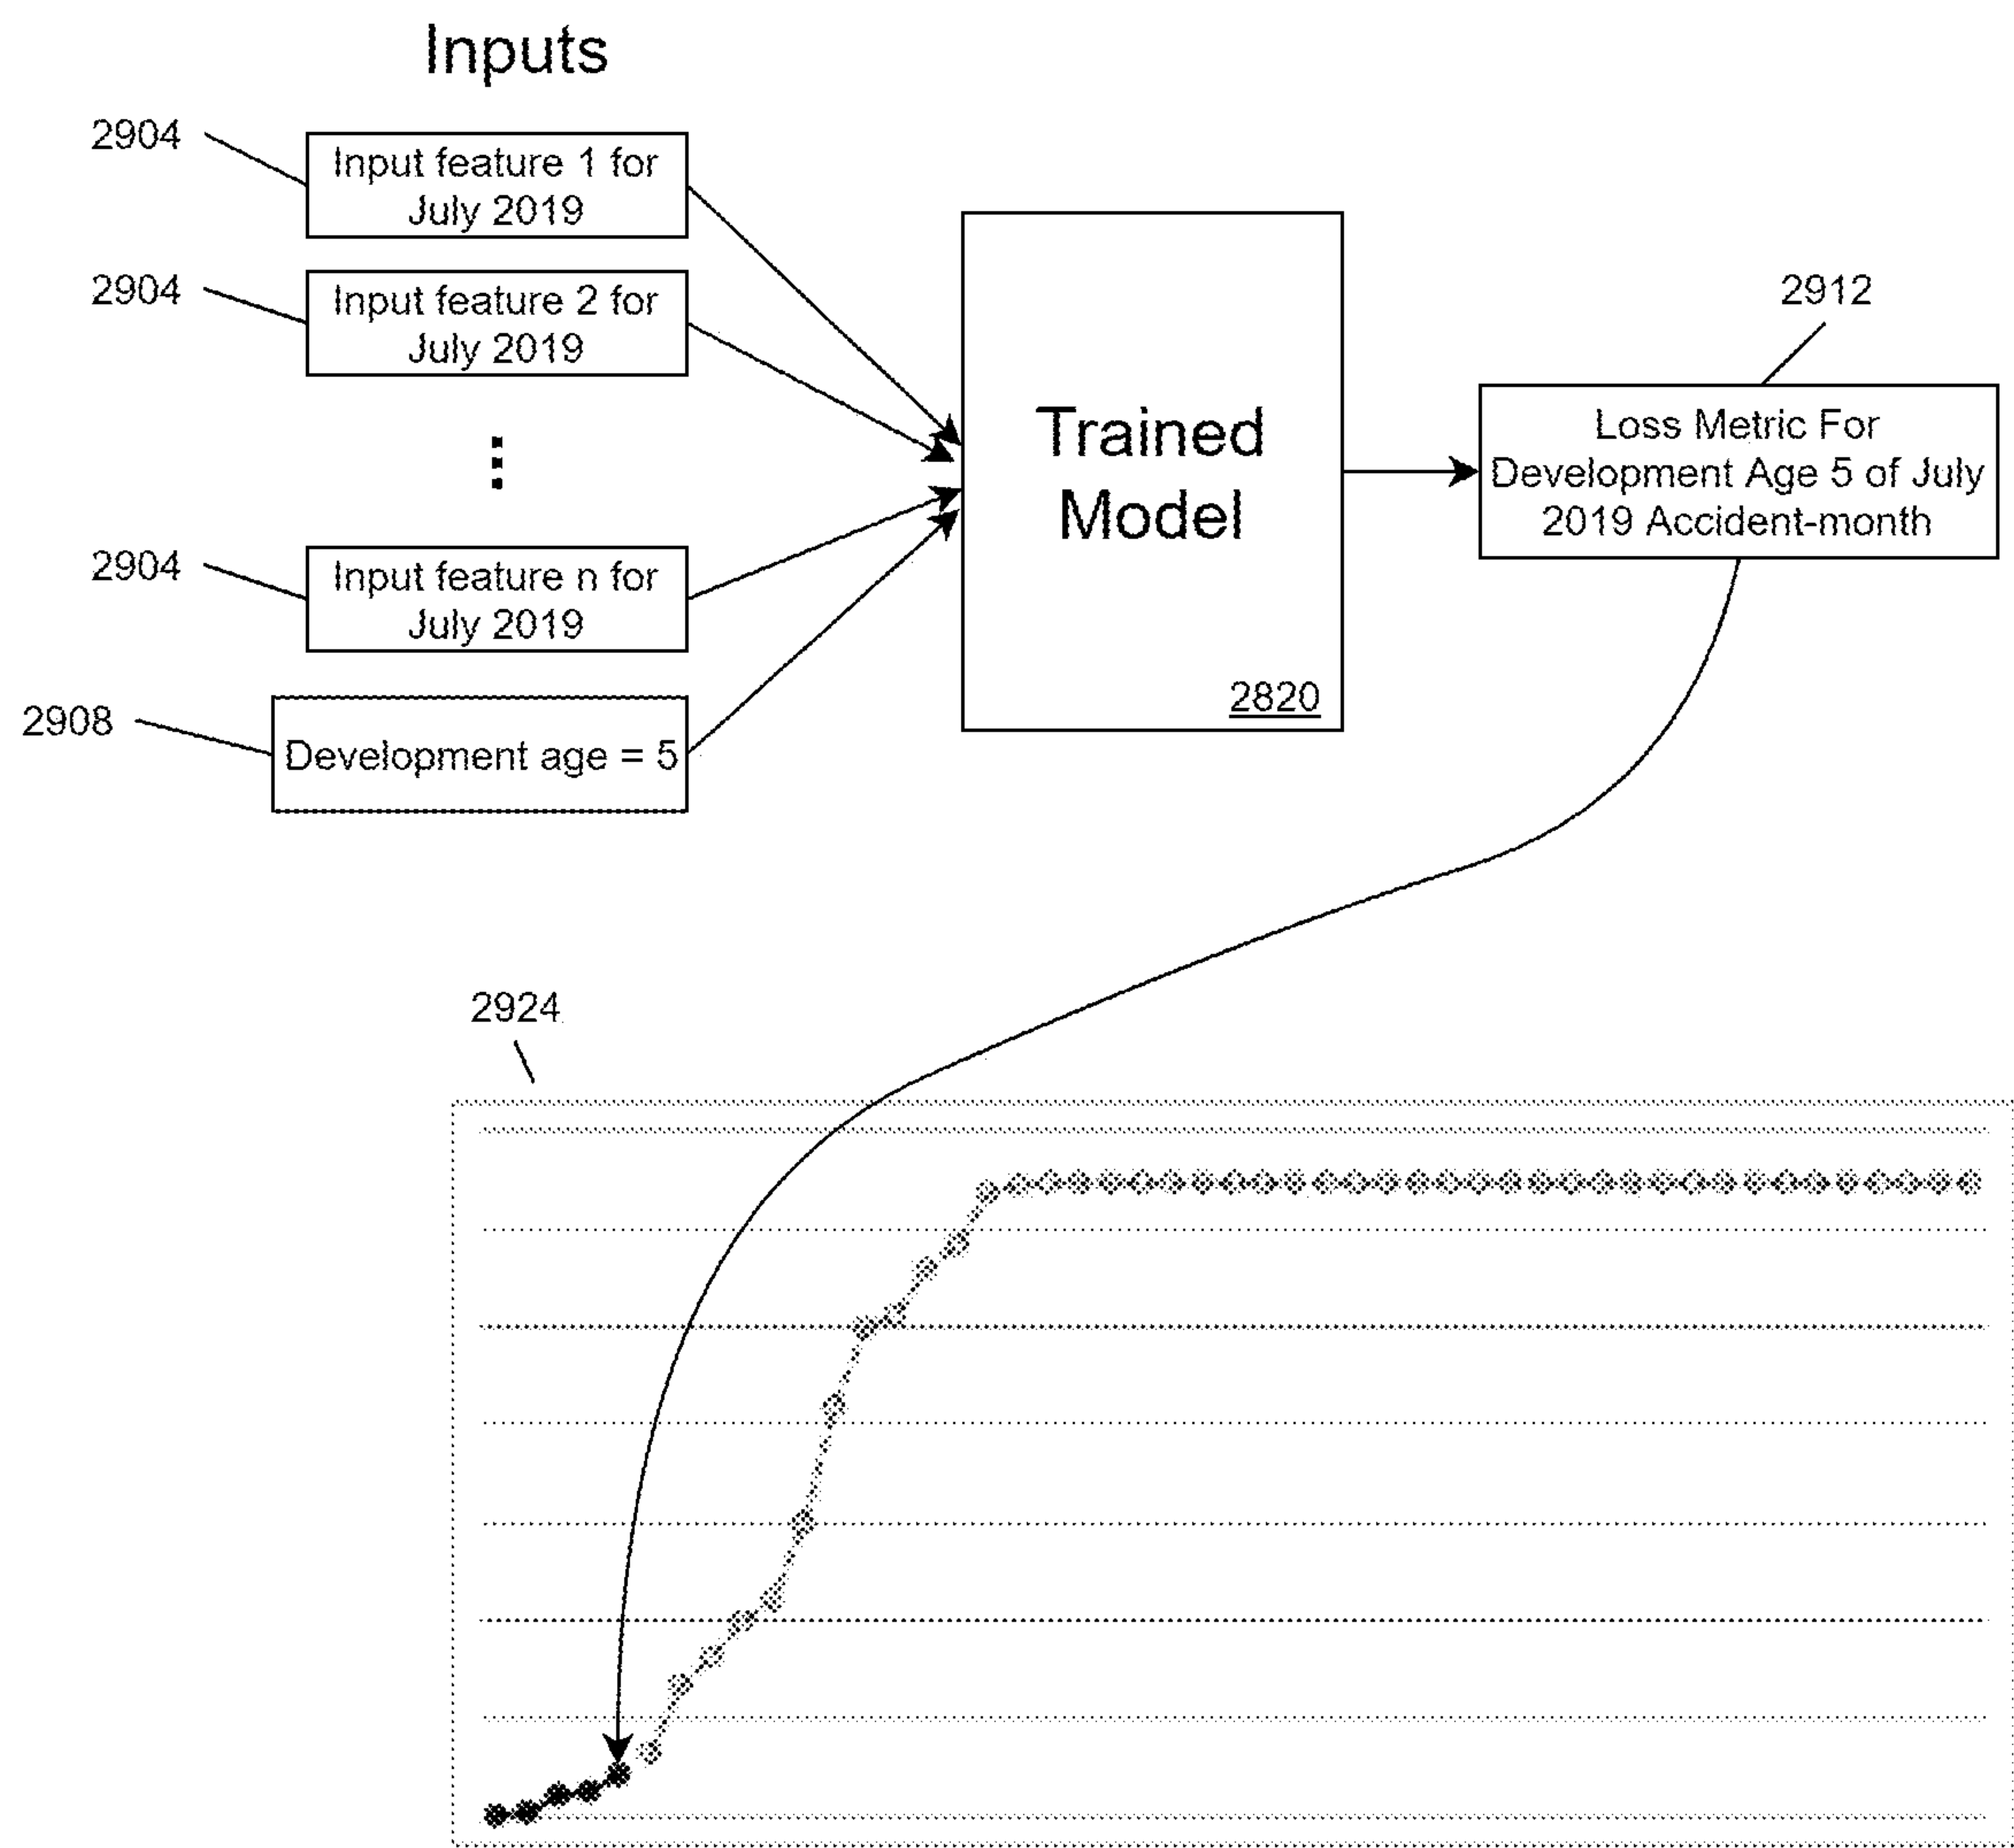 Inputs
2904
Input feature 1 for
July 2019
2904
Input feature 2 for
July 2019
2904
Input feature n for
July 2019
2908
Development age = 5
Trained
Model
2820
2912
Loss Metric For
Development Age 5 of July
2019 Accident-month
2924